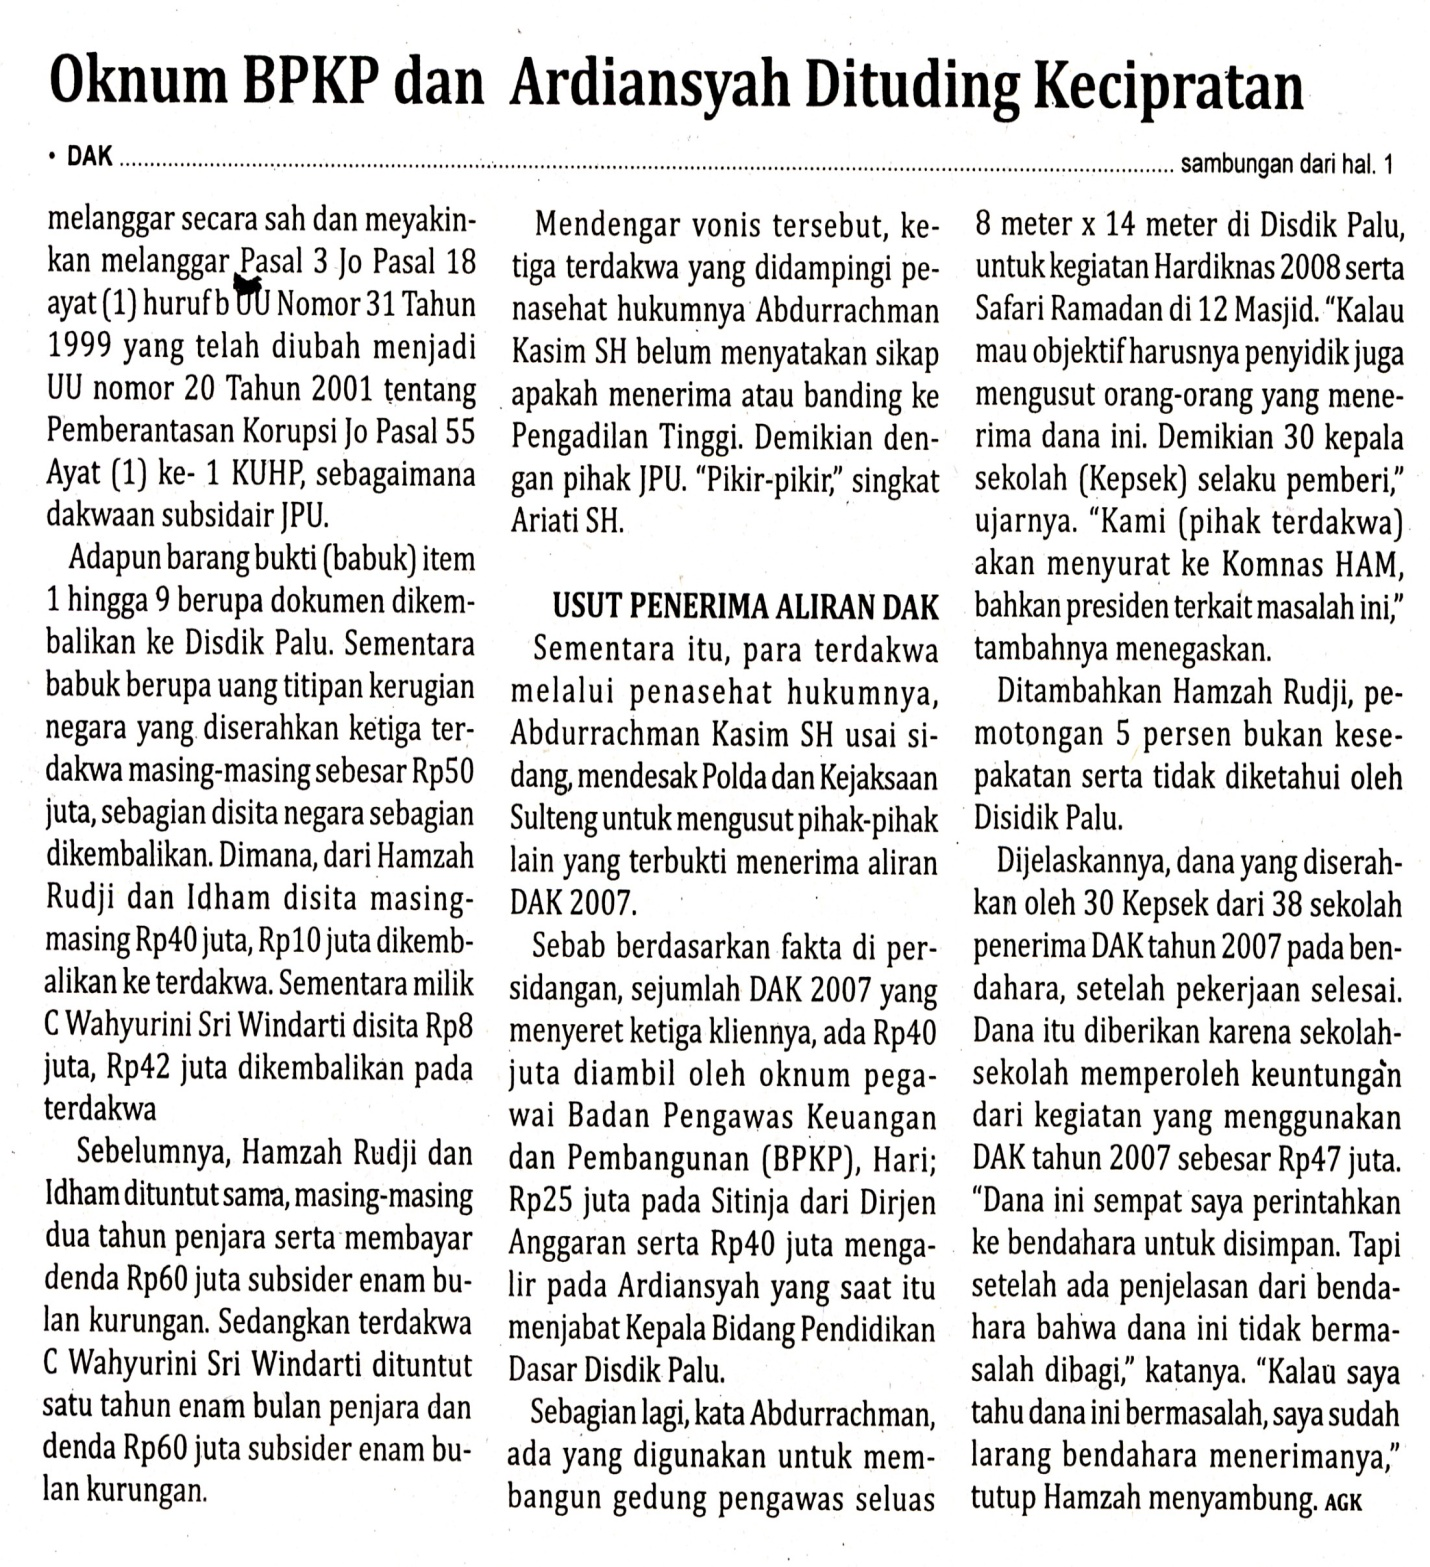 Oknum BPKP dan Ardiansyah Dituding Kecipratan
• DAK ........................................ sambungan dari hal. 1
melanggar secara sah dan meyakin-
kan melanggar Pasal 3 Jo Pasal 18
ayat (1) huruf b UU Nomor 31 Tahun
1999 yang telah diubah menjadi
UU nomor 20 Tahun 2001 tentang
Pemberantasan Korupsi Jo Pasal 55
Ayat (1) ke- 1 KUHP, sebagaimana
dakwaan subsidair JPU.
Adapun barang bukti (babuk) item
1 hingga 9 berupa dokumen dikem-
balikan ke Disdik Palu. Sementara
babuk berupa uang titipan kerugian
negara yang diserahkan ketiga ter-
dakwa masing-masing sebesar Rp50
juta, sebagian disita negara sebagian
dikembalikan. Dimana, dari Hamzah
Rudji dan Idham disita masing-
masing Rp40 juta, Rp10 juta dikemb-
alikan ke terdakwa. Sementara milik
C Wahyurini Sri Windarti disita Rp8
juta, Rp42 juta dikembalikan pada
terdakwa
Sebelumnya, Hamzah Rudji dan
Idham dituntut sama, masing-masing
dua tahun penjara serta membayar
denda Rp60 juta subsider enam bu-
lan kurungan. Sedangkan terdakwa
C Wahyurini Sri Windarti dituntut
satu tahun enam bulan penjara dan
denda Rp60 juta subsider enam bu-
lan kurungan.
Mendengar vonis tersebut, ke-
tiga terdakwa yang didampingi pe-
nasehat hukumnya Abdurrachman
Kasim SH belum menyatakan sikap
apakah menerima atau banding ke
Pengadilan Tinggi. Demikian den-
gan pihak JPU. “Pikir-pikir,” singkat
Ariati SH.
USUT PENERIMA ALIRAN DAK
Sementara itu, para terdakwa
melalui penasehat hukumnya,
Abdurrachman Kasim SH usai si-
dang, mendesak Polda dan Kejaksaan
Sulteng untuk mengusut pihak-pihak
lain yang terbukti menerima aliran
DAK 2007.
Sebab berdasarkan fakta di per-
sidangan, sejumlah DAK 2007 yang
menyeret ketiga kliennya, ada Rp40
juta diambil oleh oknum pega-
wai Badan Pengawas Keuangan
dan Pembangunan (BPKP), Hari;
Rp25 juta pada Sitinja dari Dirjen
Anggaran serta Rp40 juta menga-
lir pada Ardiansyah yang saat itu
menjabat Kepala Bidang Pendidikan
Dasar Disdik Palu.
Sebagian lagi, kata Abdurrachman,
ada yang digunakan untuk mem-
bangun gedung pengawas seluas
8 meter x 14 meter di Disdik Palu,
untuk kegiatan Hardiknas 2008 serta
Safari Ramadan di 12 Masjid. “Kalau
mau objektif harusnya penyidik juga
mengusut orang-orang yang mene-
rima dana ini. Demikian 30 kepala
sekolah (Kepsek) selaku pemberi,”
ujarnya. “Kami (pihak terdakwa)
akan menyurat ke Komnas HAM,
bahkan presiden terkait masalah ini,”
tambahnya menegaskan.
Ditambahkan Hamzah Rudji, pe-
motongan 5 persen bukan kese-
pakatan serta tidak diketahui oleh
Disidik Palu.
Dijelaskannya, dana yang diserah-
kan oleh 30 Kepsek dari 38 sekolah
penerima DAK tahun 2007 pada ben-
dahara, setelah pekerjaan selesai.
Dana itu diberikan karena sekolah-
sekolah memperoleh keuntungan
dari kegiatan yang menggunakan
DAK tahun 2007 sebesar Rp47 juta.
“Dana ini sempat saya perintahkan
ke bendahara untuk disimpan. Tapi
setelah ada penjelasan dari benda-
hara bahwa dana ini tidak berma-
salah dibagi,” katanya. “Kalau saya
tahu dana ini bermasalah, saya sudah
larang bendahara menerimanya,”
tutup Hamzah menyambung. AGK